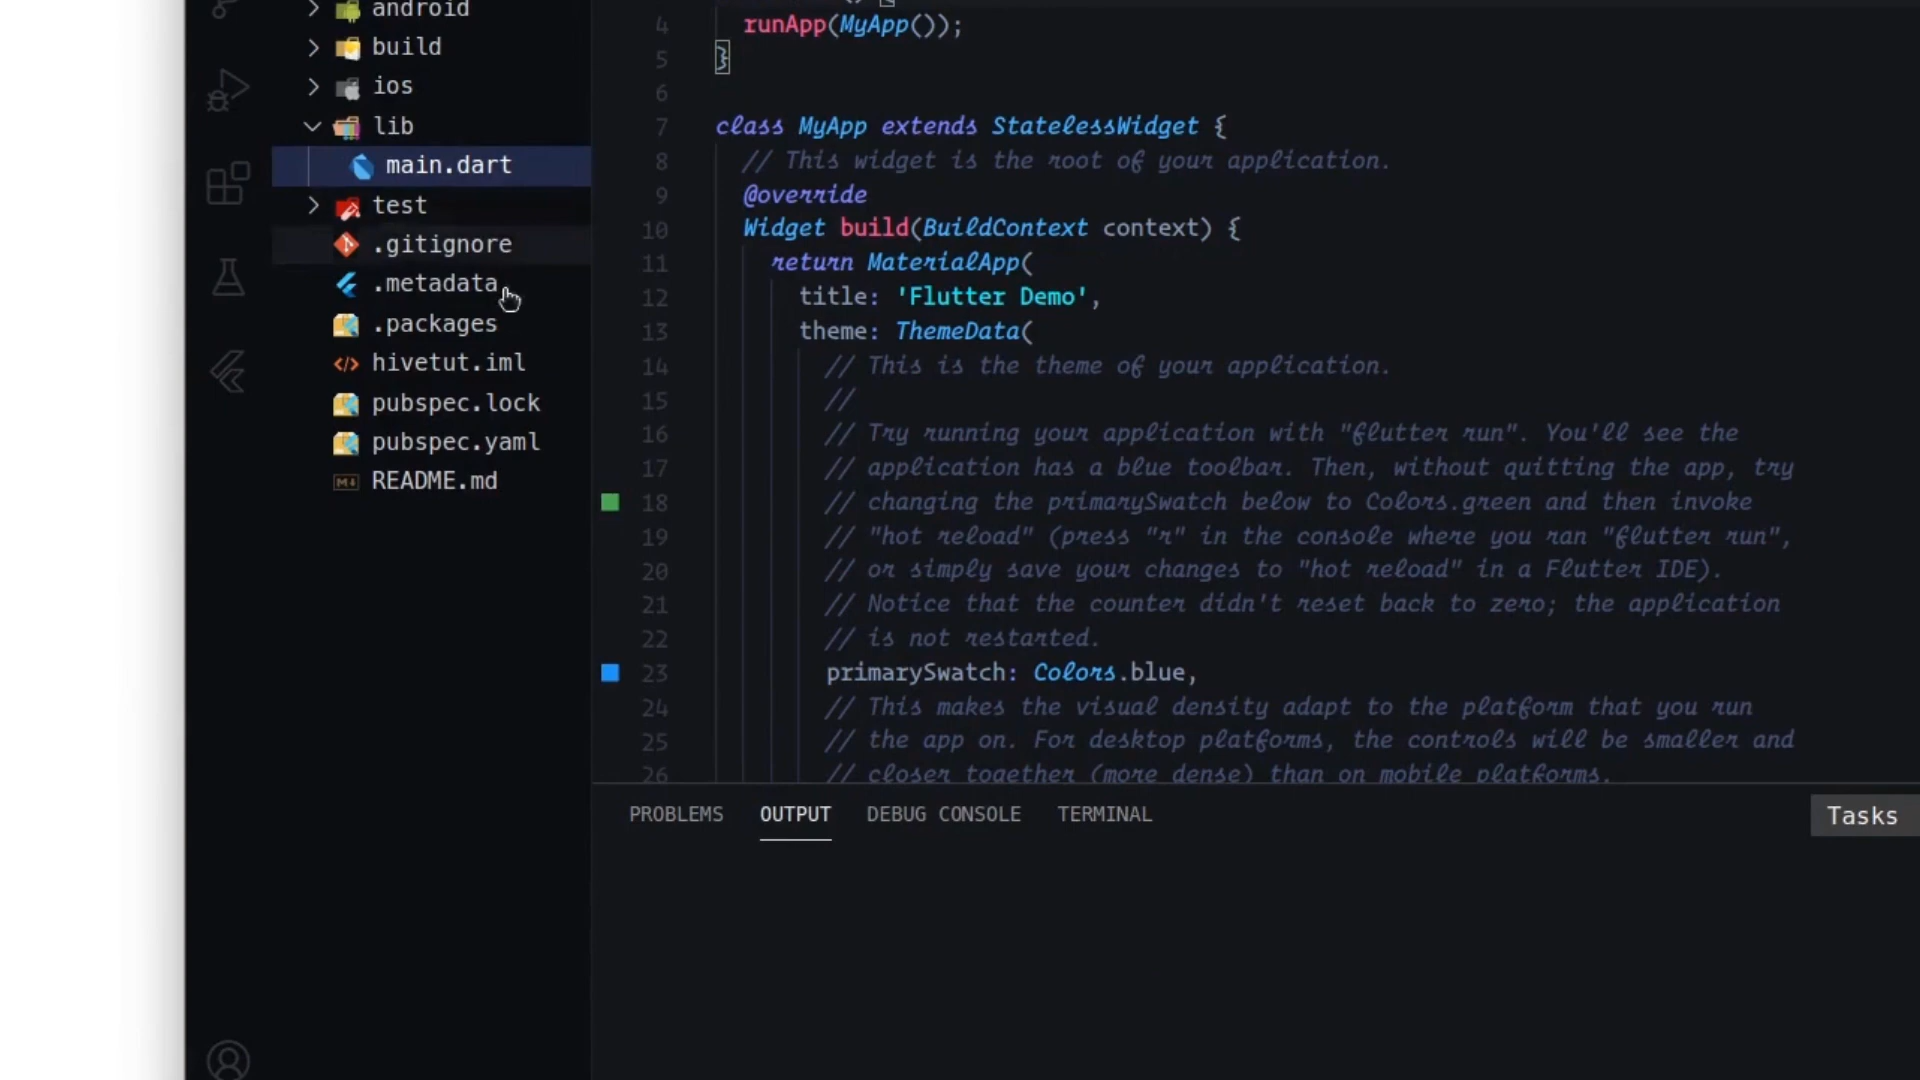 android
build
ios
lib
main.dart
test
.gitignore
.metadata
.packages
hivetut.iml
pubspec.lock
pubspec.yaml
README.md
4 runApp(MyApp());
5 }
6
7 class MyApp extends StatelessWidget {
8 // This widget is the root of your application.
9 @override
10 Widget build(BuildContext context) {
11 return MaterialApp(
12 title: 'Flutter Demo',
13 theme: ThemeData(
14 // This is the theme of your application.
15 //
16 // Try running your application with "flutter run". You'll see the
17 // application has a blue toolbar. Then, without quitting the app, try
18 // changing the primarySwatch below to Colors.green and then invoke
19 // "hot reload" (press "r" in the console where you ran "flutter run",
20 // or simply save your changes to "hot reload" in a Flutter IDE).
21 // Notice that the counter didn't reset back to zero; the application
22 // is not restarted.
23 primarySwatch: Colors.blue,
24 // This makes the visual density adapt to the platform that you run
25 // the app on. For desktop platforms, the controls will be smaller and
26 // closer together (more dense) than on mobile platforms.
PROBLEMS OUTPUT DEBUG CONSOLE TERMINAL Tasks